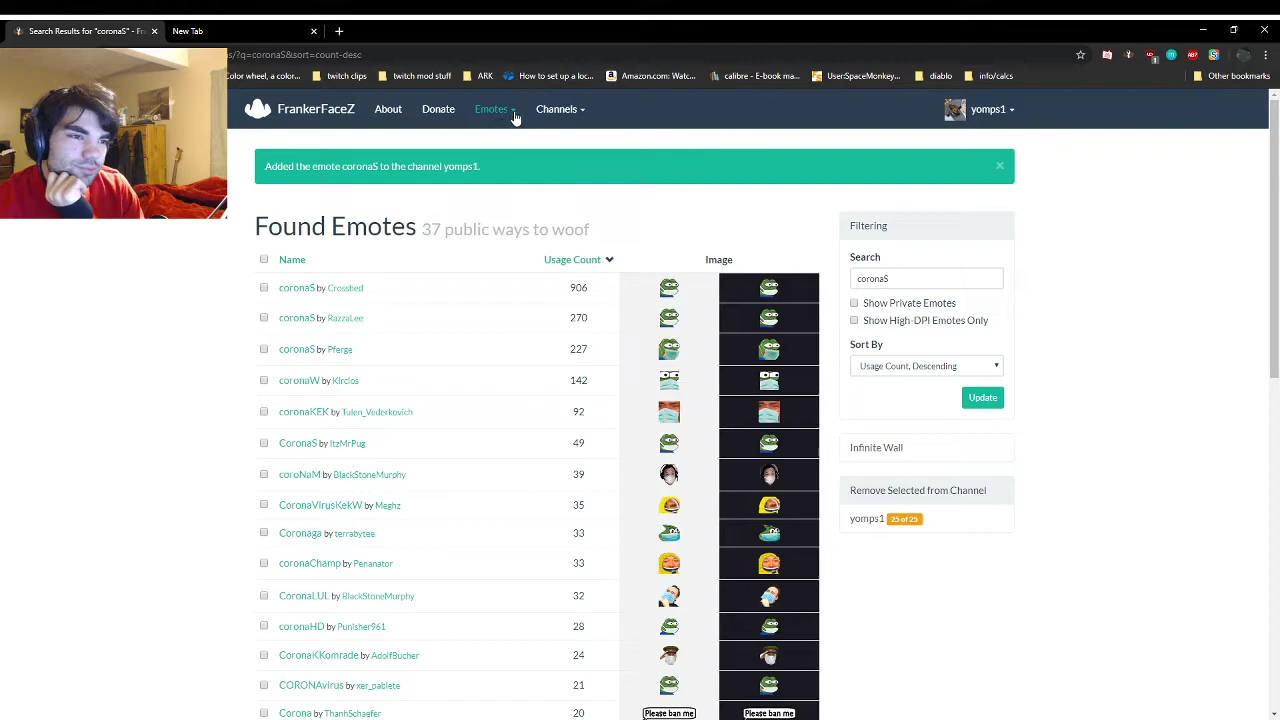 Search Results for "coronaS" - Fr
New Tab
s/?q=coronaS&sort=count-desc
Color wheel, a color...
twitch clips
twitch mod stuff
ARK
How to set up a loc...
Amazon.com: Watc...
calibre - E-book ma...
User:SpaceMonkey...
diablo
info/calcs
Other bookmarks
FrankerFaceZ
About
Donate
Emotes
Channels
yomps1
Added the emote coronaS to the channel yomps1.
Found Emotes 37 public ways to woof
Name Usage Count Image
coronaS by Crosshed 906
coronaS by RazzaLee 270
coronaS by Pferge 227
coronaW by Klrclos 142
coronaKEK by Tulen_Vederkovich 92
CoronaS by ItzMrPug 49
coroNaM by BlackStoneMurphy 39
CoronaVIrusKekW by Meghz 35
Coronaga by terrabytee 33
coronaChamp by Penanator 33
CoronaLUL by BlackStoneMurphy 32
coronaHD by Punisher961 28
CoronaKKomrade by AdolfBucher 24
CORONAvirus by xer_pablete 21
Corona by ThanhSchaefer 20
Please ban me Please ban me
Filtering
Search
coronaS
Show Private Emotes
Show High-DPI Emotes Only
Sort By
Usage Count, Descending
Update
Infinite Wall
Remove Selected from Channel
yomps1 25 of 25